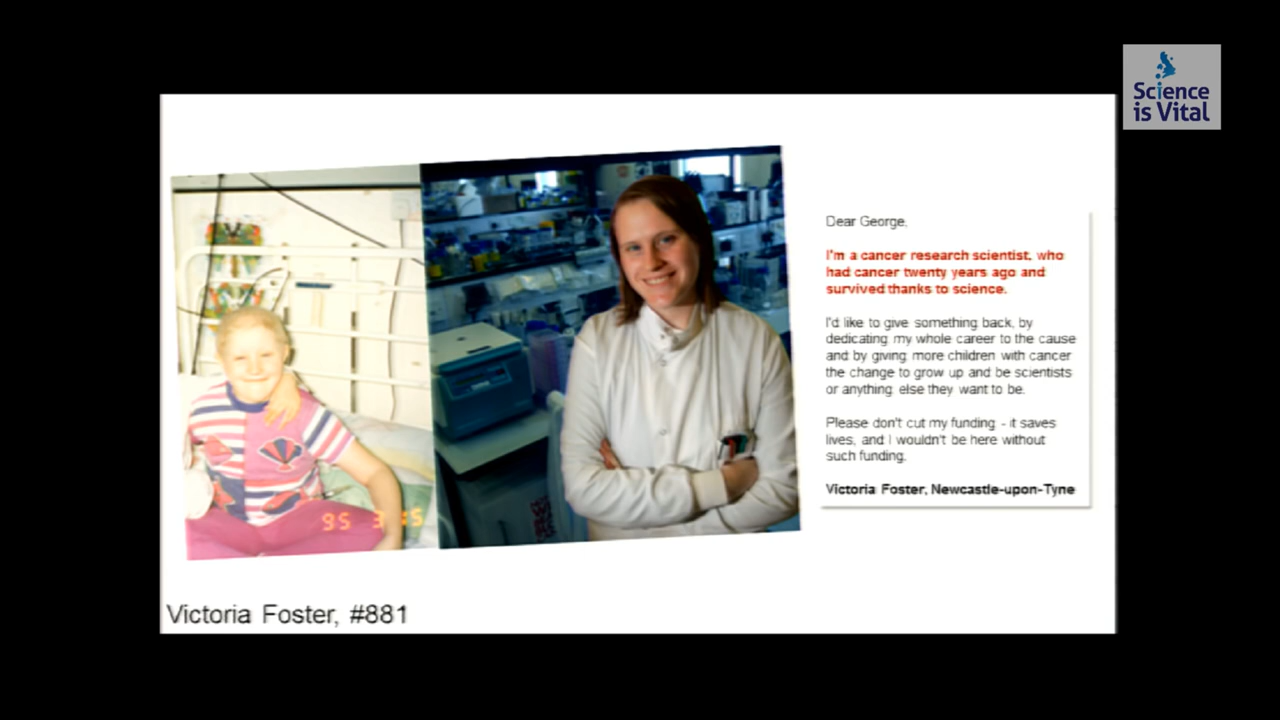 Science
is Vital
Dear George,
I'm a cancer research scientist, who
had cancer twenty years ago and
survived thanks to science.
I'd like to give something back, by
dedicating my whole career to the cause
and by giving more children with cancer
the change to grow up and be scientists
or anything else they want to be.
Please don't cut my funding - it saves
lives, and I wouldn't be here without
such funding.
Victoria Foster, Newcastle-upon-Tyne
95 3
Victoria Foster, #881